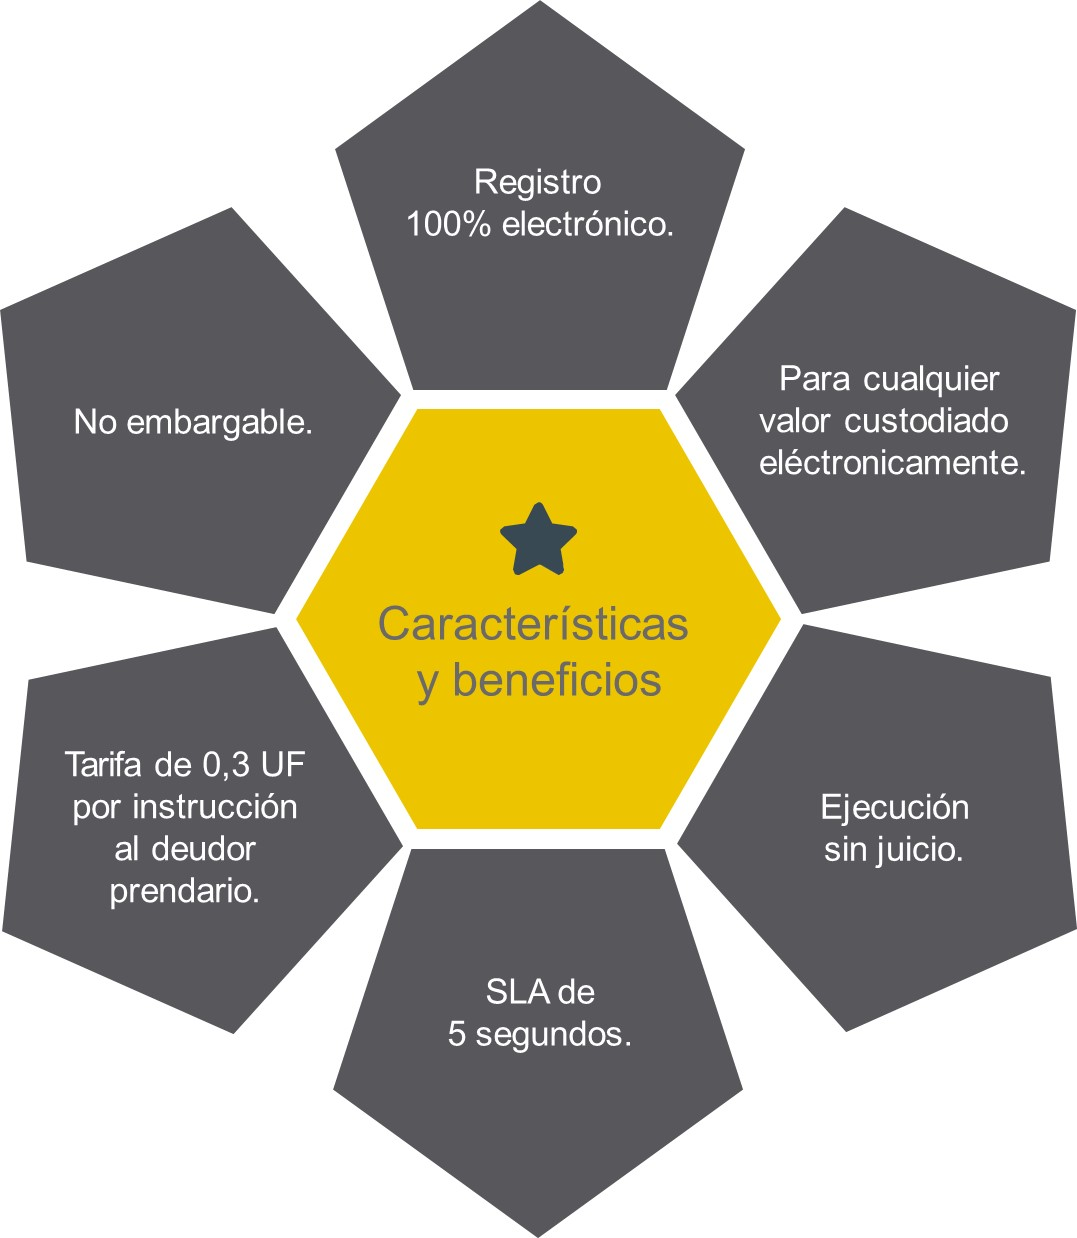 Registro
100% electrónico.
Para cualquier
valor custodiado
eléctronicamente.
Ejecución
sin juicio.
SLA de
5 segundos.
Tarifa de 0,3 UF
por instrucción
al deudor
prendario.
No embargable.
Características
y beneficios